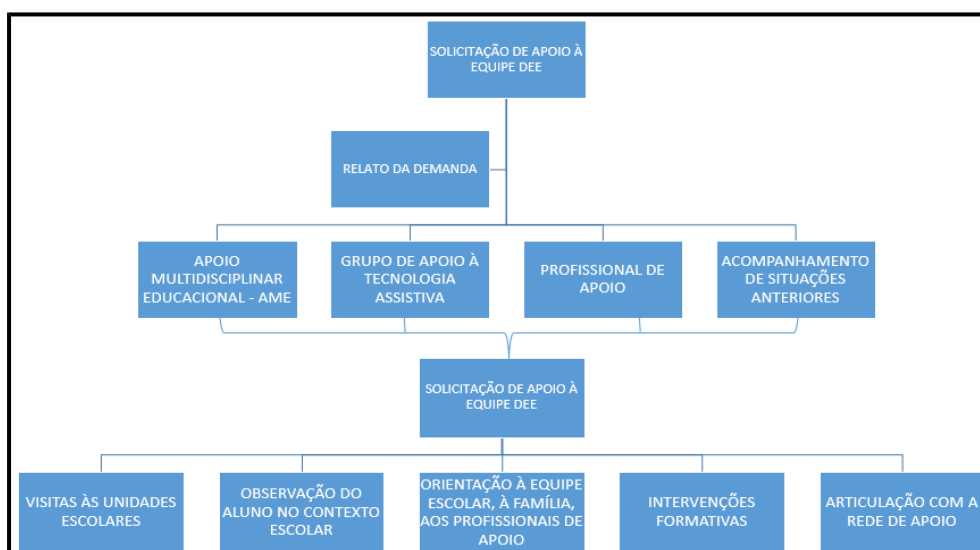 SOLICITAÇÃO DE APOIO À
EQUIPE DEE
RELATO DA DEMANDA
APOIO
MULTIDISCIPLINAR
EDUCACIONAL - AME
GRUPO DE APOIO À
TECNOLOGIA
ASSISTIVA
PROFISSIONAL DE
APOIO
ACOMPANHAMENTO
DE SITUAÇÕES
ANTERIORES
SOLICITAÇÃO DE APOIO À
EQUIPE DEE
VISITAS ÀS UNIDADES
ESCOLARES
OBSERVAÇÃO DO
ALUNO NO CONTEXTO
ESCOLAR
ORIENTAÇÃO À EQUIPE
ESCOLAR, À FAMÍLIA,
AOS PROFISSIONAIS DE
APOIO
INTERVENÇÕES
FORMATIVAS
ARTICULAÇÃO COM A
REDE DE APOIO